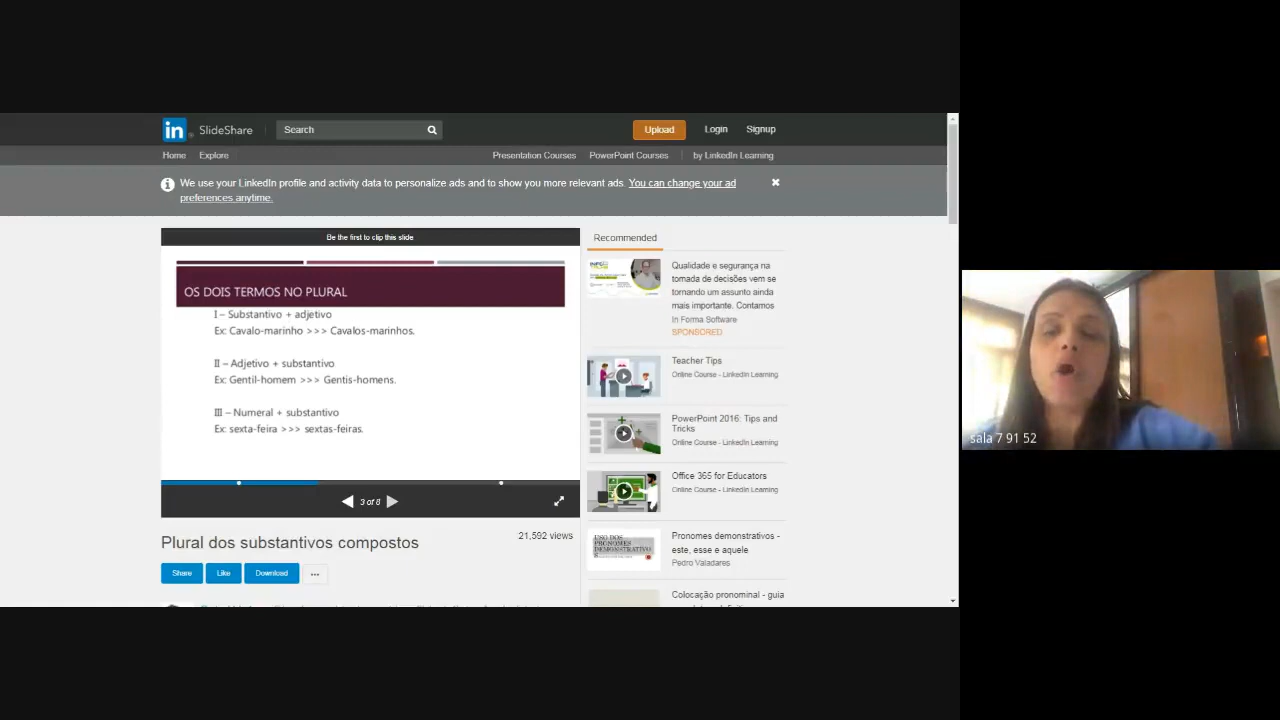 in SlideShare
Search
Upload
Login
Signup
Home
Explore
Presentation Courses
PowerPoint Courses
by LinkedIn Learning
We use your LinkedIn profile and activity data to personalize ads and to show you more relevant ads. You can change your ad
preferences anytime.
Be the first to clip this slide
OS DOIS TERMOS NO PLURAL
I – Substantivo + adjetivo
Ex: Cavalo-marinho >>> Cavalos-marinhos.
II – Adjetivo + substantivo
Ex: Gentil-homem >>> Gentis-homens.
III – Numeral + substantivo
Ex: sexta-feira >>> sextas-feiras.
3 of 8
Plural dos substantivos compostos
21,592 views
Share
Like
Download
...
Recommended
Qualidade e segurança na
tomada de decisões vem se
tornando um assunto ainda
mais importante. Contamos
In Forma Software
SPONSORED
Teacher Tips
Online Course - LinkedIn Learning
PowerPoint 2016: Tips and
Tricks
Online Course - LinkedIn Learning
Office 365 for Educators
Online Course - LinkedIn Learning
USO DOS
PRONOMES
DEMONSTRATIVO
S
Pronomes demonstrativos -
este, esse e aquele
Pedro Valadares
Colocação pronominal - guia
sala 7 91 52